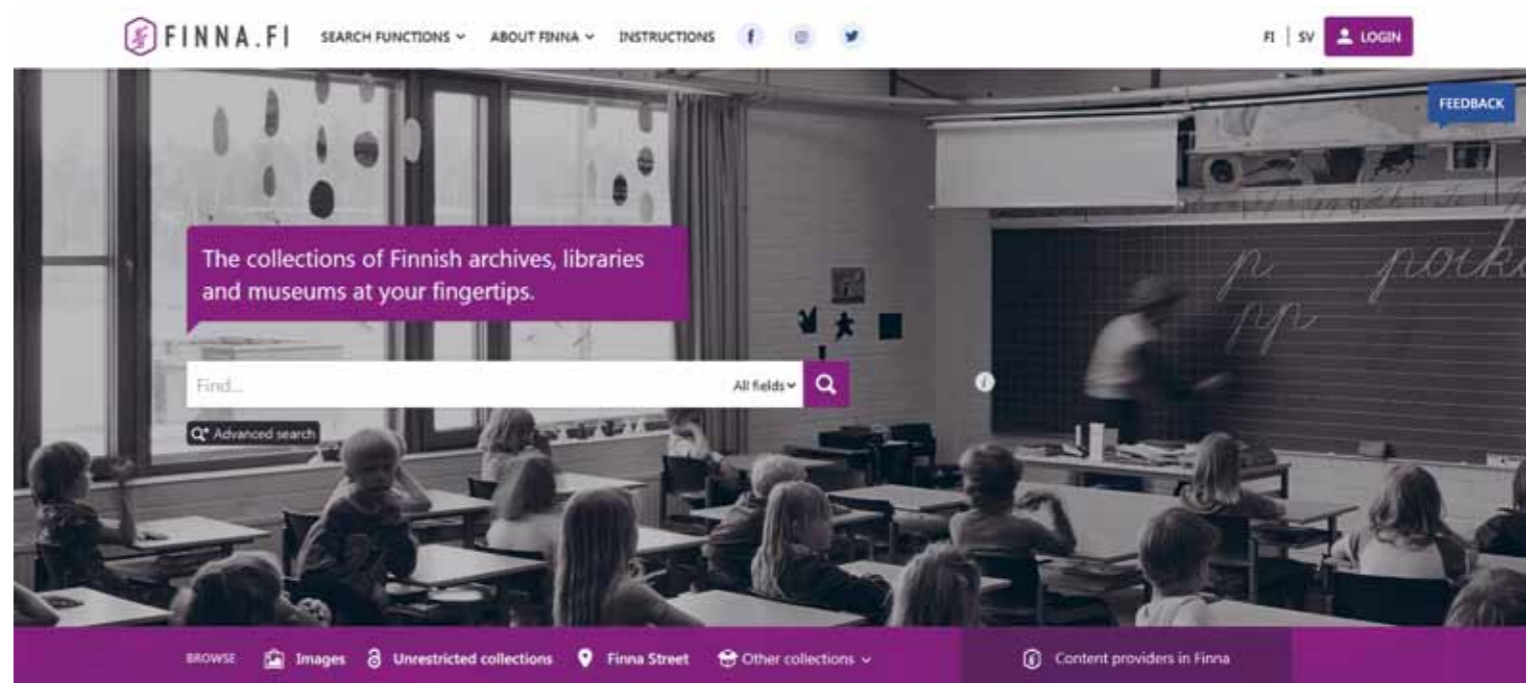 FINNA.FI
SEARCH FUNCTIONS
ABOUT FINNA
INSTRUCTIONS
FI | SV
LOGIN
FEEDBACK
The collections of Finnish archives, libraries
and museums at your fingertips.
p poika
pp
Find...
All fields
Advanced search
BROWSE
Images
Unrestricted collections
Finna Street
Other collections
Content providers in Finna